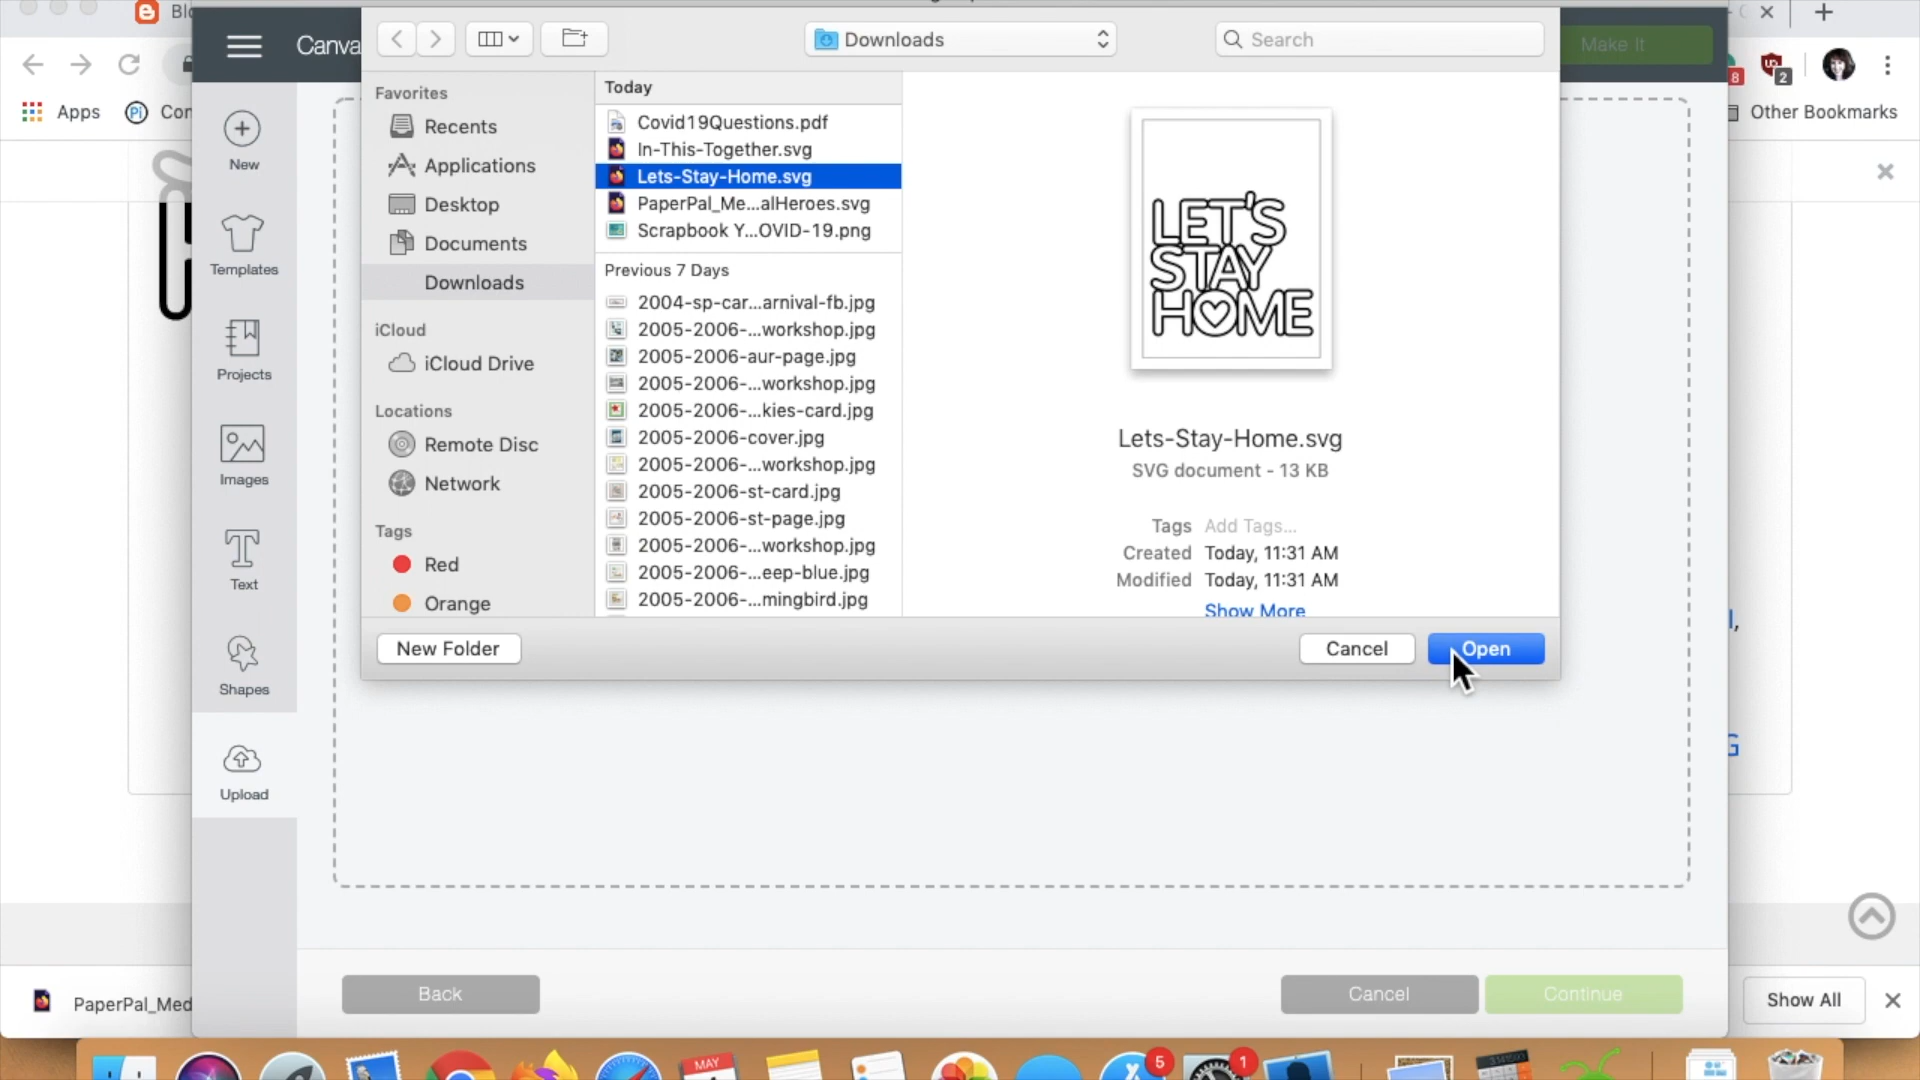 Canva
Downloads
Search
Make It
8
2
Apps
Con
Other Bookmarks
New
Templates
Projects
Images
Text
Shapes
Upload
Favorites
Recents
Applications
Desktop
Documents
Downloads
iCloud
iCloud Drive
Locations
Remote Disc
Network
Tags
Red
Orange
Today
Covid19Questions.pdf
In-This-Together.svg
Lets-Stay-Home.svg
PaperPal_Me...alHeroes.svg
Scrapbook Y...OVID-19.png
Previous 7 Days
2004-sp-car...arnival-fb.jpg
2005-2006-...workshop.jpg
2005-2006-aur-page.jpg
2005-2006-...workshop.jpg
2005-2006-...kies-card.jpg
2005-2006-cover.jpg
2005-2006-...workshop.jpg
2005-2006-st-card.jpg
2005-2006-st-page.jpg
2005-2006-...workshop.jpg
2005-2006-...eep-blue.jpg
2005-2006-...mingbird.jpg
LET'S
STAY
HOME
Lets-Stay-Home.svg
SVG document - 13 KB
Tags Add Tags...
Created Today, 11:31 AM
Modified Today, 11:31 AM
Show More
New Folder
Cancel
Open
Back
Cancel
Continue
PaperPal_Med
Show All
MAY
5
1